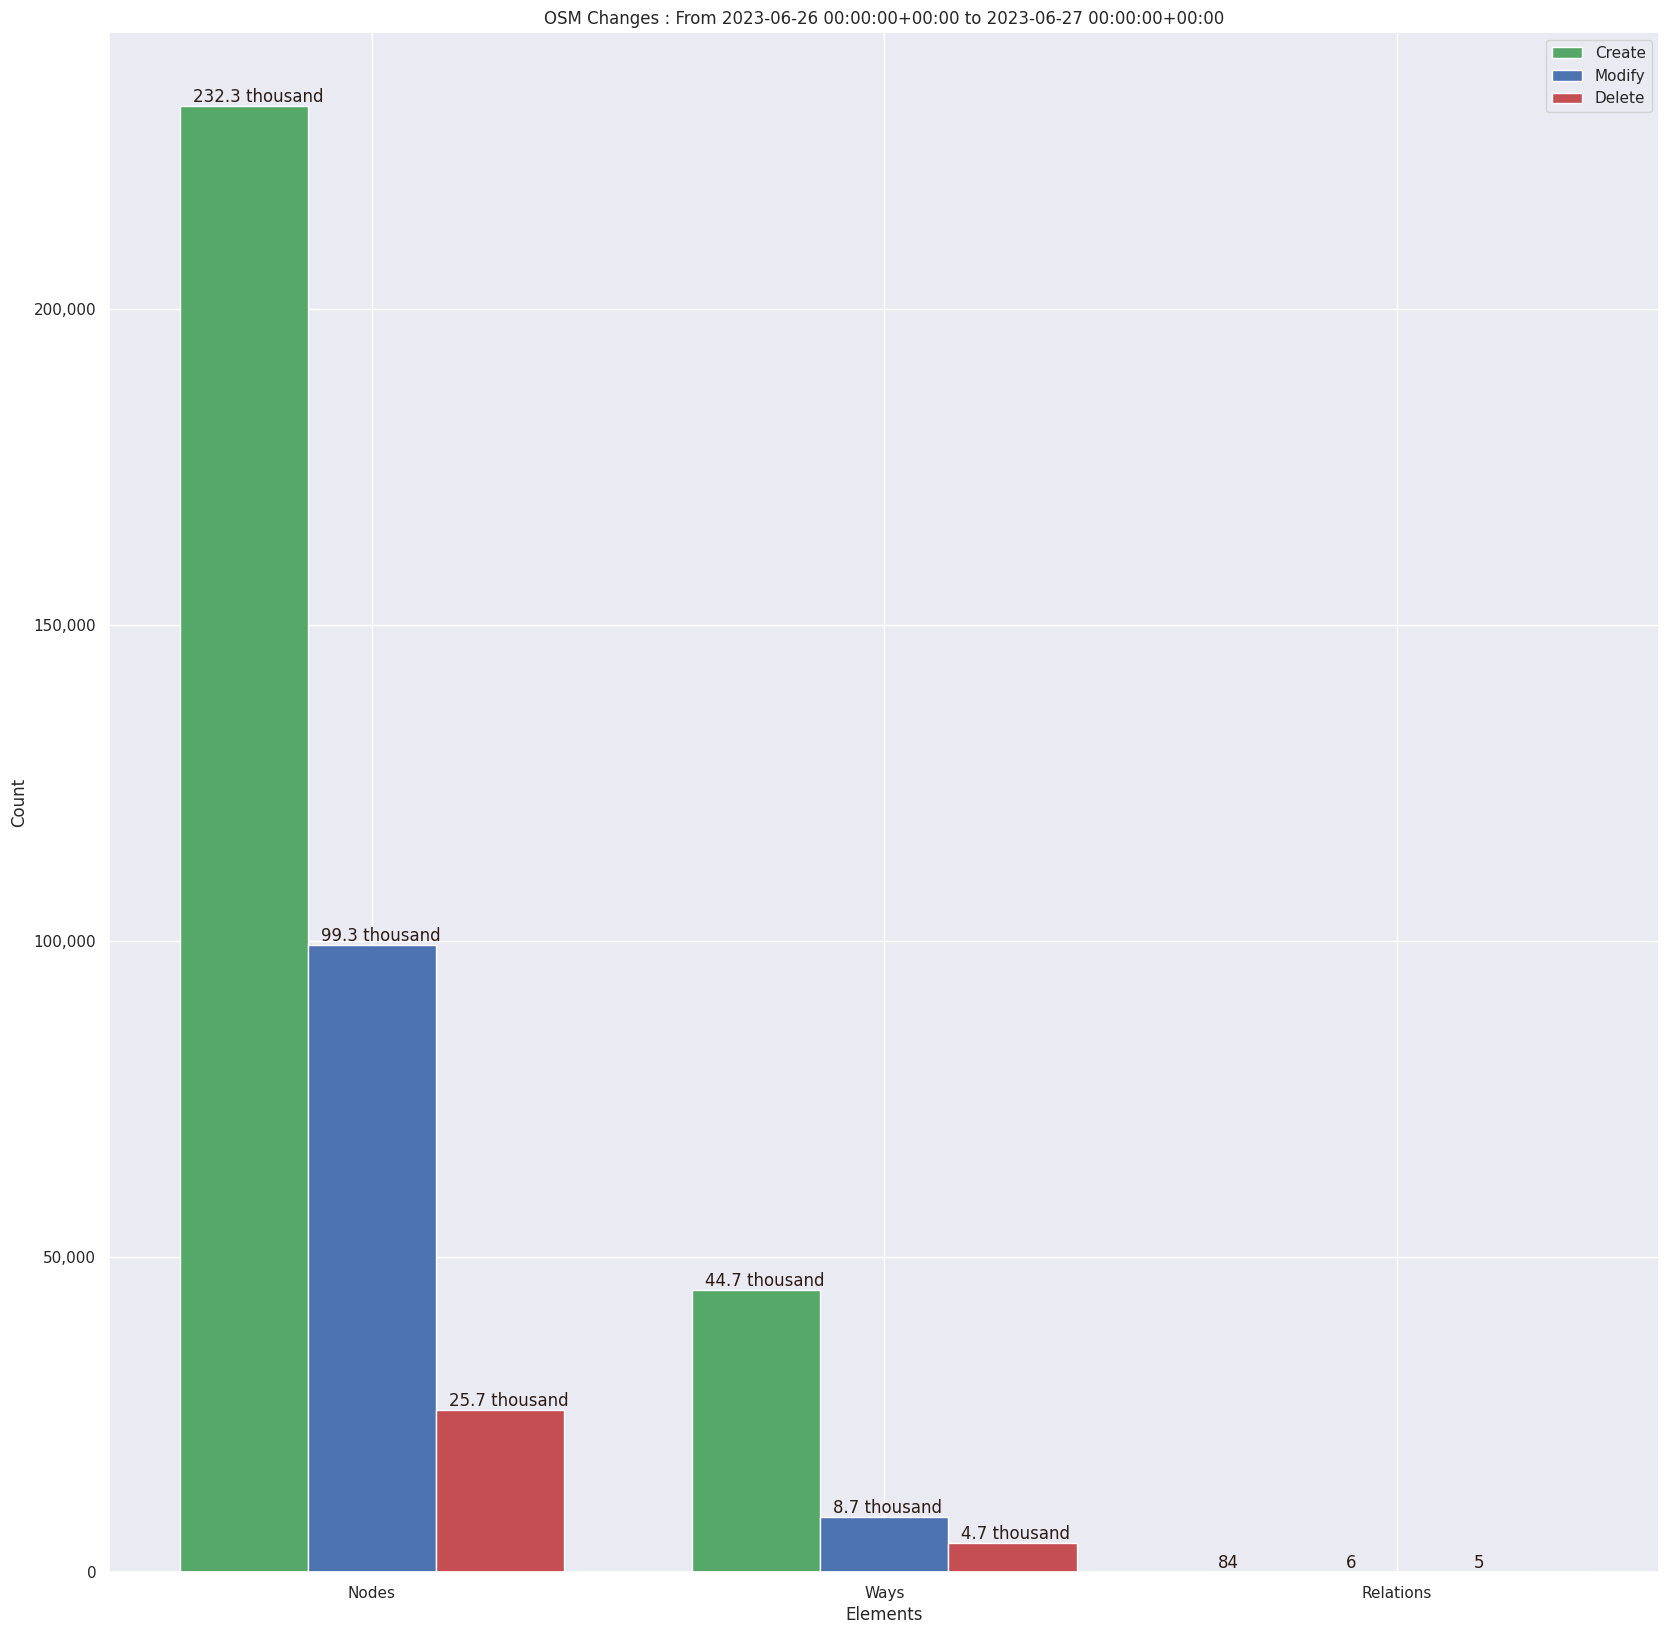 OSM Changes : From 2023-06-26 00:00:00+00:00 to 2023-06-27 00:00:00+00:00
Create
Modify
Delete
232.3 thousand
200,000
150,000
Count
99.3 thousand
100,000
50,000
44.7 thousand
25.7 thousand
8.7 thousand
4.7 thousand
84
6
5
0
Nodes
Ways
Relations
Elements